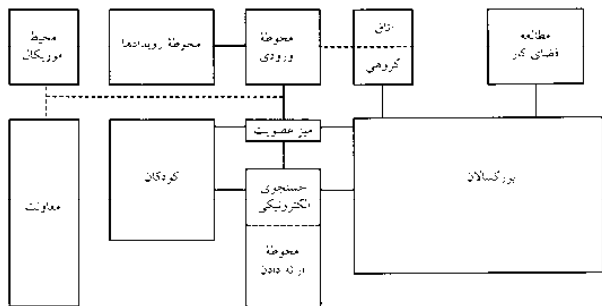 محیط
موزیکال
محوطهٔ رویدادها
محوطهٔ
ورودی
اتاق
گروهی
مطالعه
فضای کار
میز عضویت
معاونت
کودکان
جستجوی
الکترونیکی
محوطهٔ
ارائه دادن
بزرگسالان